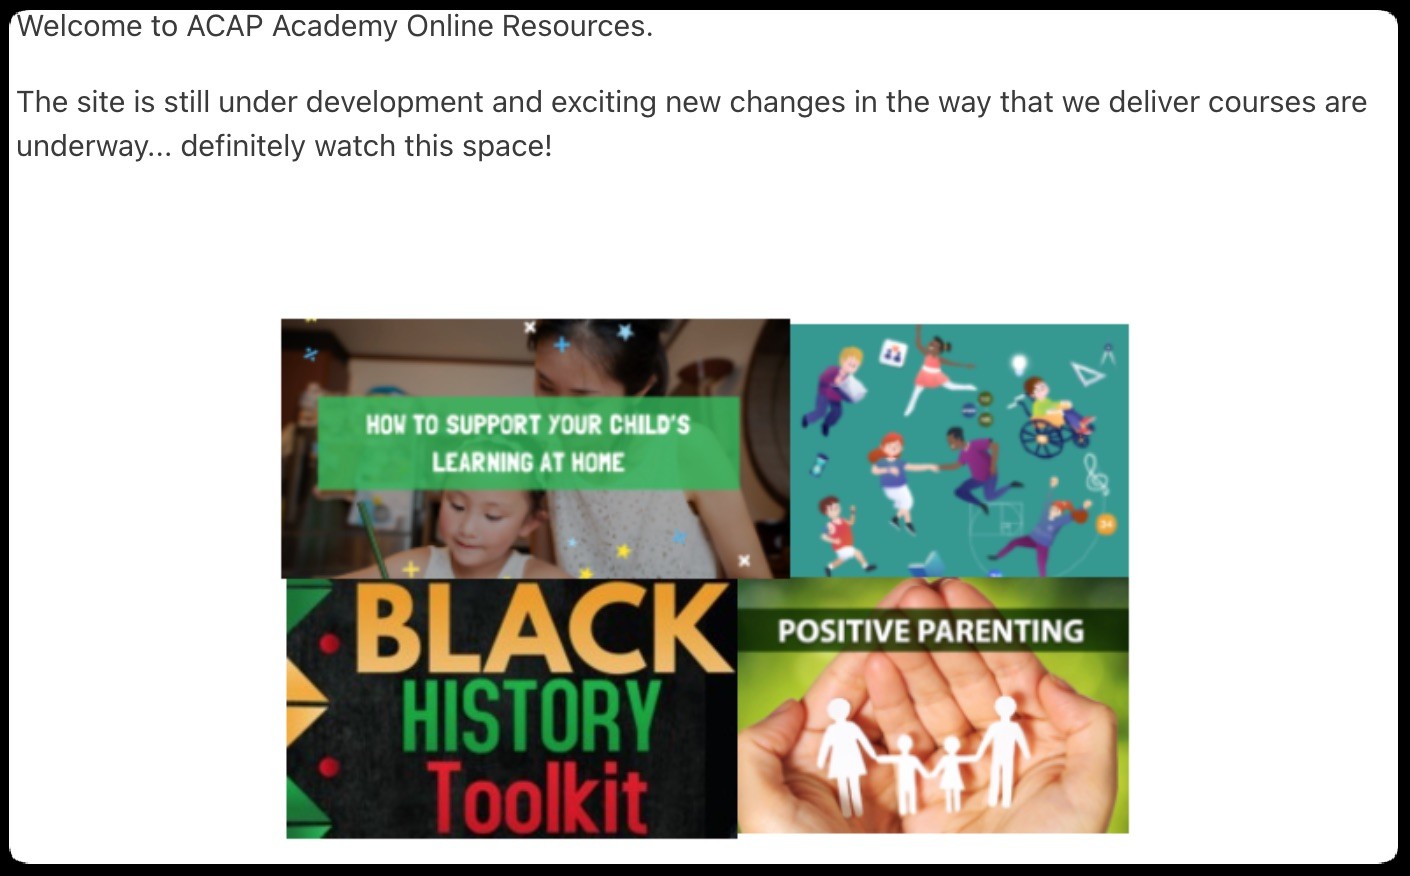 Welcome to ACAP Academy Online Resources.
The site is still under development and exciting new changes in the way that we deliver courses are
underway... definitely watch this space!
HOW TO SUPPORT YOUR CHILD'S
LEARNING AT HOME
BLACK
HISTORY
Toolkit
POSITIVE PARENTING